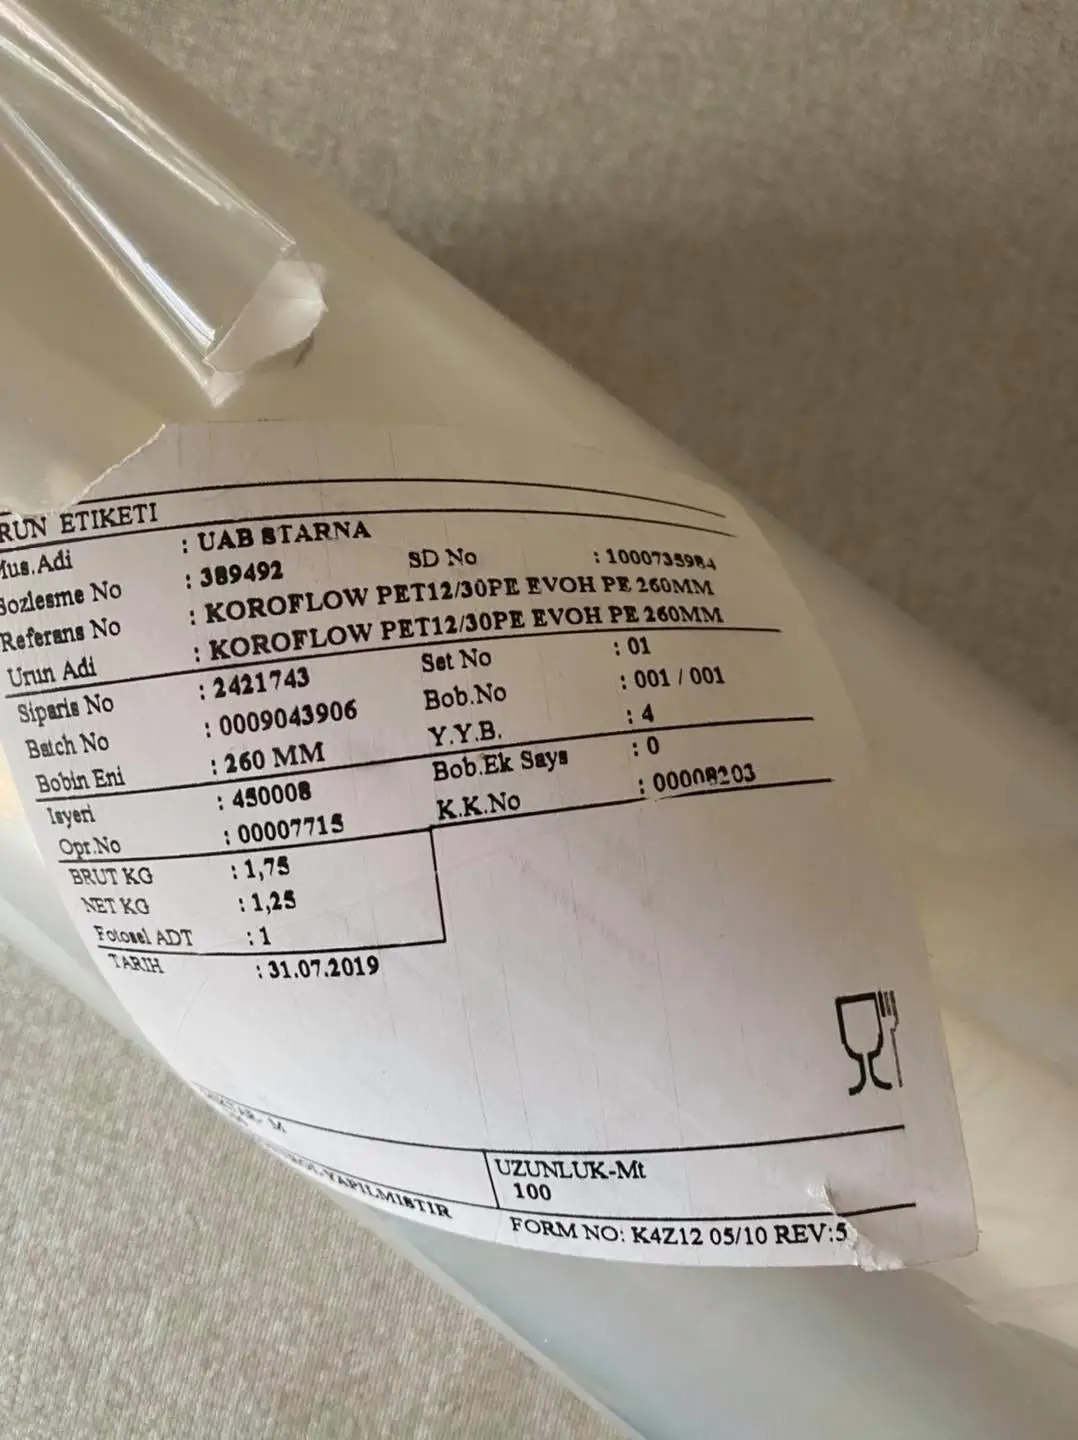 RUN ETIKETI
Mus.Adi : UAB STARNA
Sozlesme No : 389492 SD No : 1000735984
Referans No : KOROFLOW PET12/30PE EVOH PE 260MM
Urun Adi : KOROFLOW PET12/30PE EVOH PE 260MM
Siparis No : 2421743 Set No : 01
Batch No : 0009043906 Bob.No : 001 / 001
Bobin Eni : 260 MM Y.Y.B. : 4
Isyeri : 450008 Bob.Ek Says : 0
Opr.No : 00007715 K.K.No : 00008203
BRUT KG : 1,75
NET KG : 1,25
Fotosel ADT : 1
TARIH : 31.07.2019
M
UZUNLUK-Mt
100
YAPILMISTIR
FORM NO: K4Z12 05/10 REV:5